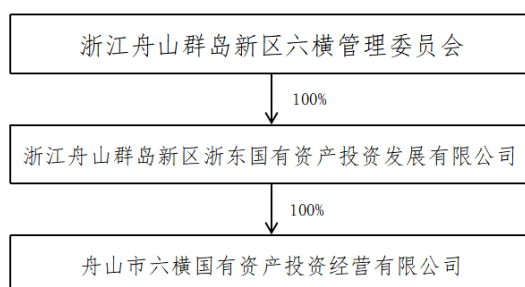 浙江舟山群岛新区六横管理委员会
100%
浙江舟山群岛新区浙东国有资产投资发展有限公司
100%
舟山市六横国有资产投资经营有限公司